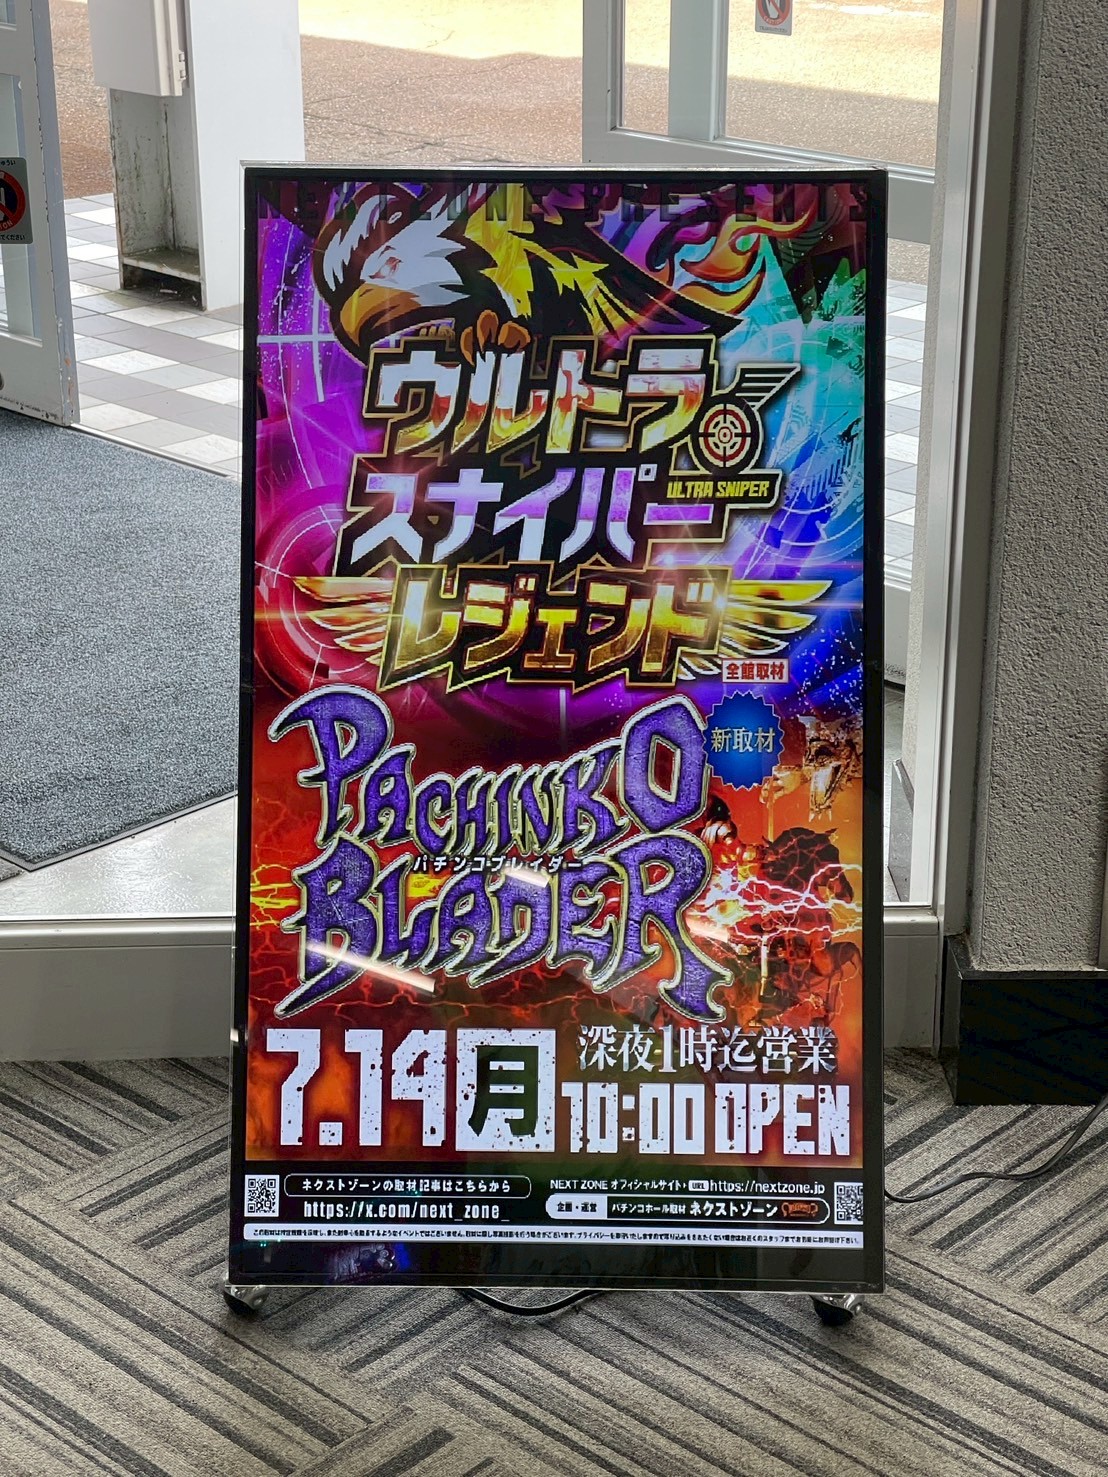 NEXT ZONE PRESENTS
ウルトラ
スナイパー
ULTRA SNIPER
レジェンド
全館取材
新取材
PACHINKO
パチンコブレイダー
BLADER
7.14 月
深夜1時迄営業
10:00 OPEN
ネクストゾーンの取材記事はこちらから
https://x.com/next_zone_
NEXT ZONE オフィシャルサイト URL https://nextzone.jp
企画・運営 パチンコホール取材 ネクストゾーン